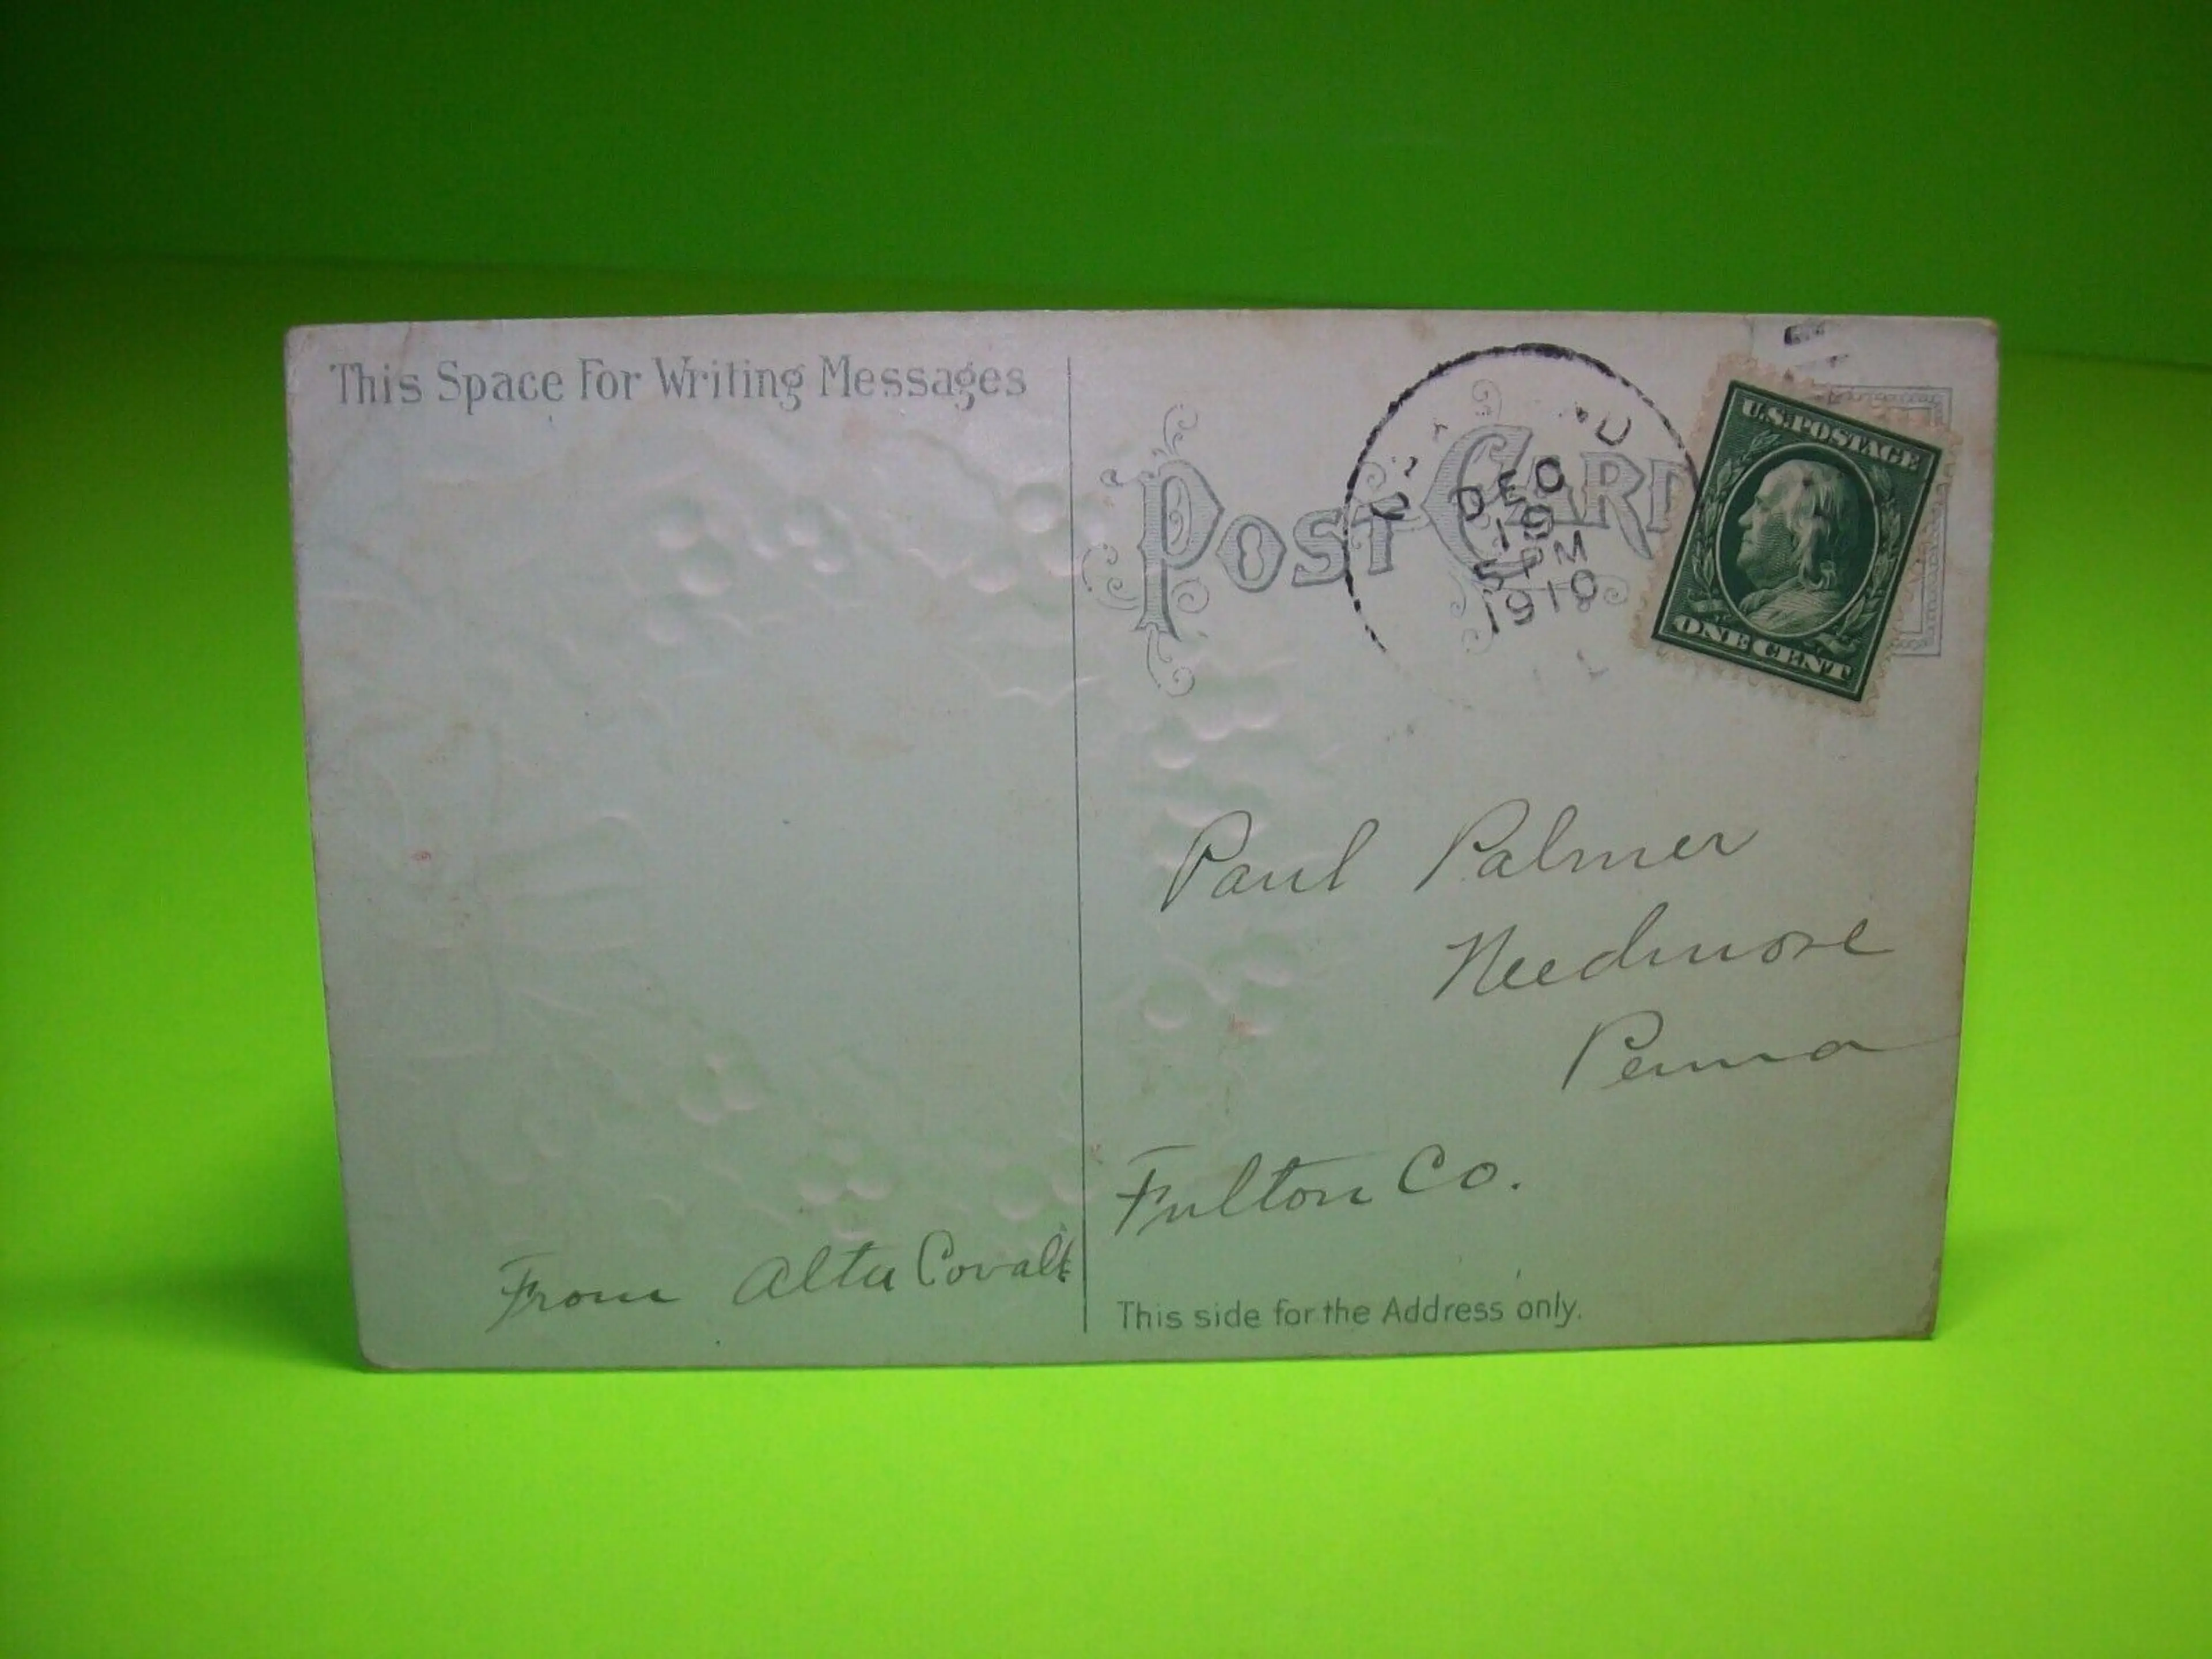 This Space For Writing Messages
POST CARD
DEC
19
PM
1910
U.S. POSTAGE
ONE CENT
Paul Palmer
Needmore
Penna
Fulton Co.
From Alta Covalt
This side for the Address only.